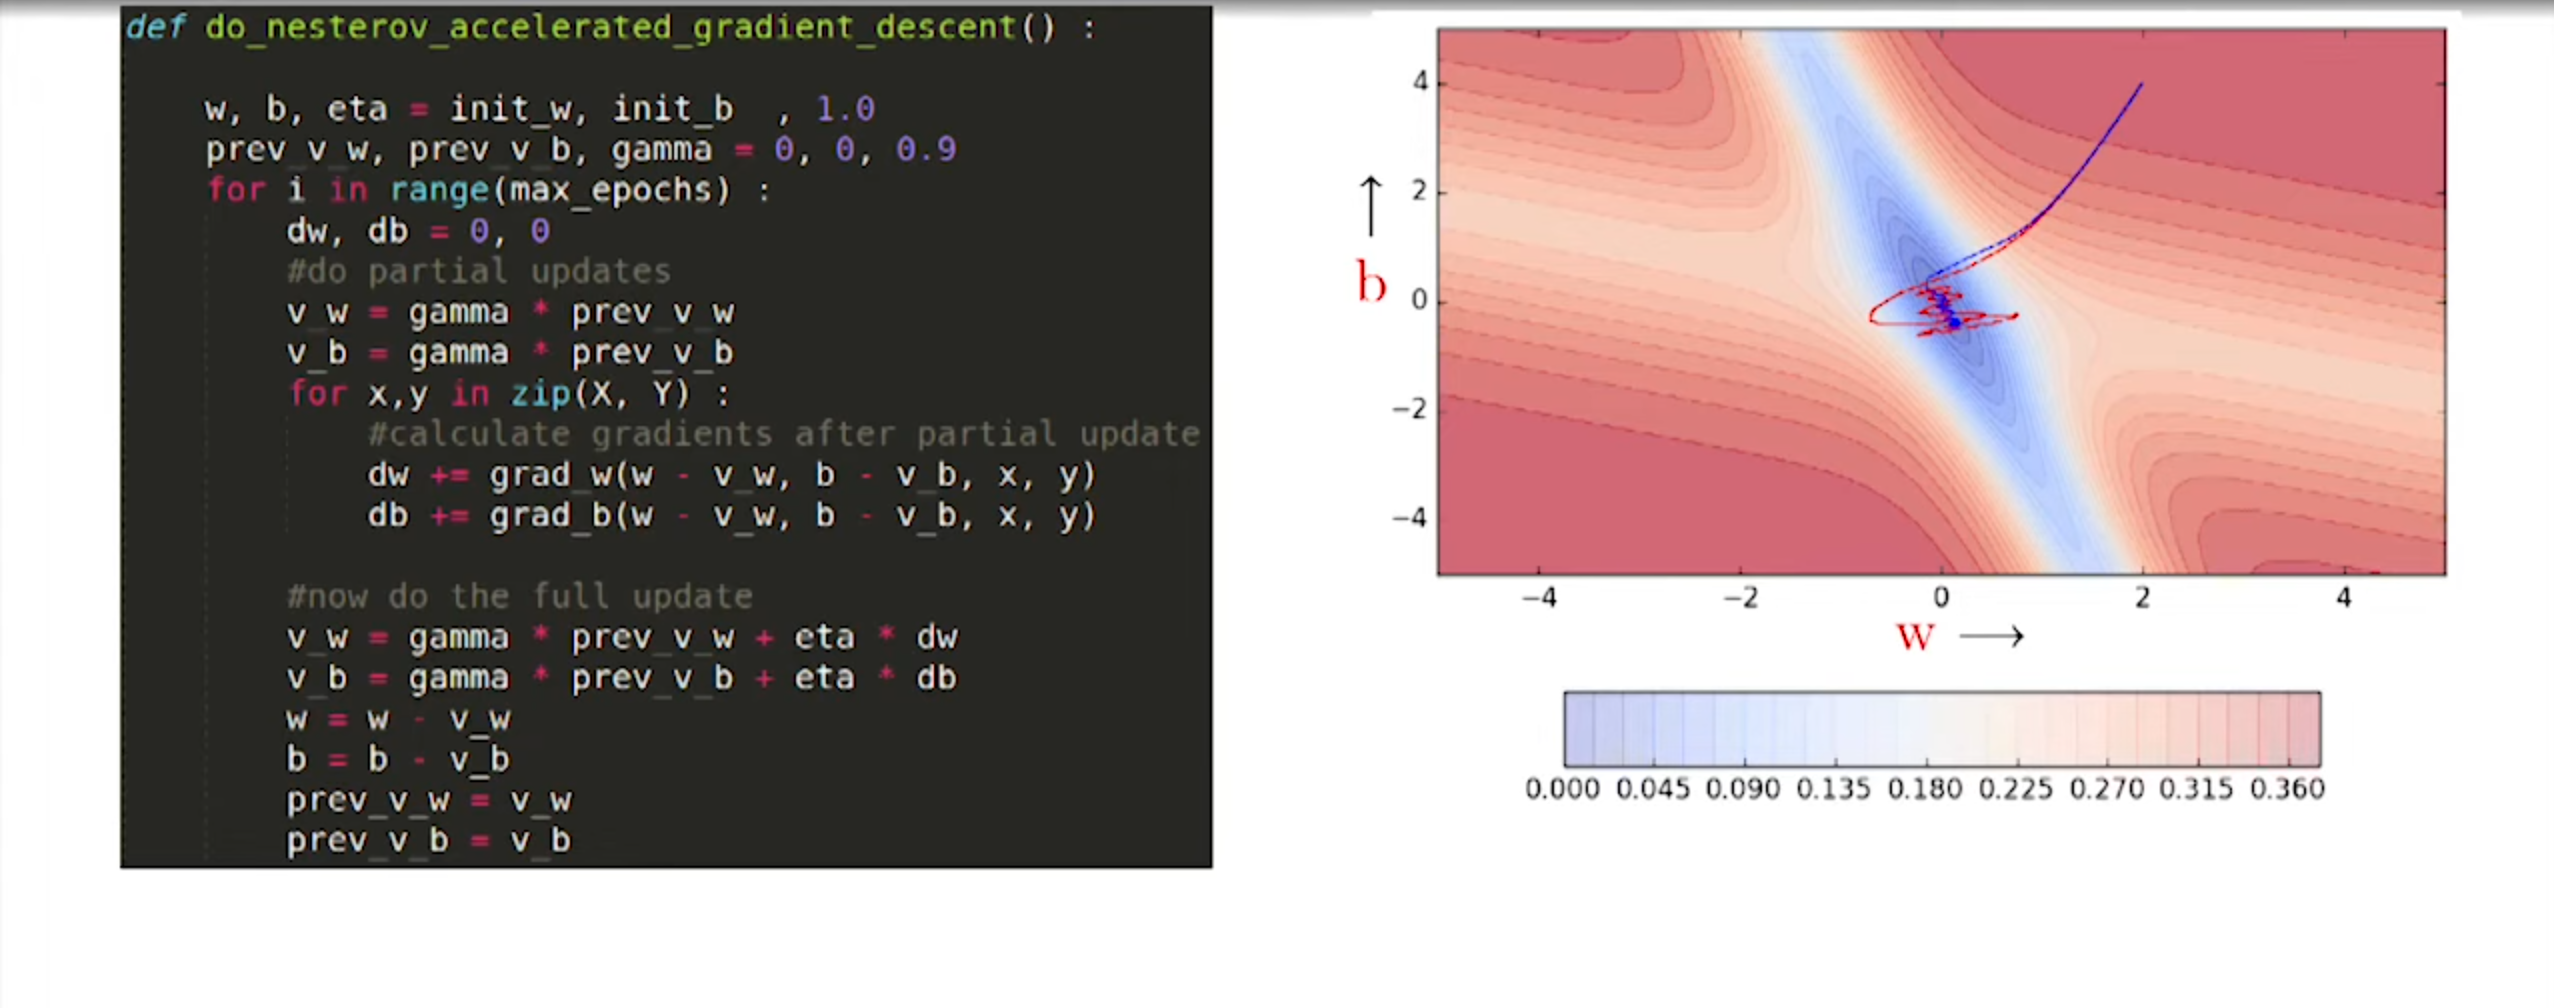 def do_nesterov_accelerated_gradient_descent() :
w, b, eta = init_w, init_b , 1.0
prev_v_w, prev_v_b, gamma = 0, 0, 0.9
for i in range(max_epochs) :
dw, db = 0, 0
#do partial updates
v_w = gamma * prev_v_w
v_b = gamma * prev_v_b
for x,y in zip(X, Y) :
#calculate gradients after partial update
dw += grad_w(w - v_w, b - v_b, x, y)
db += grad_b(w - v_w, b - v_b, x, y)
#now do the full update
v_w = gamma * prev_v_w + eta * dw
v_b = gamma * prev_v_b + eta * db
w = w - v_w
b = b - v_b
prev_v_w = v_w
prev_v_b = v_b
4
2
0
−2
−4
↑
b
−4 −2 0 2 4
w ⟶
0.000 0.045 0.090 0.135 0.180 0.225 0.270 0.315 0.360